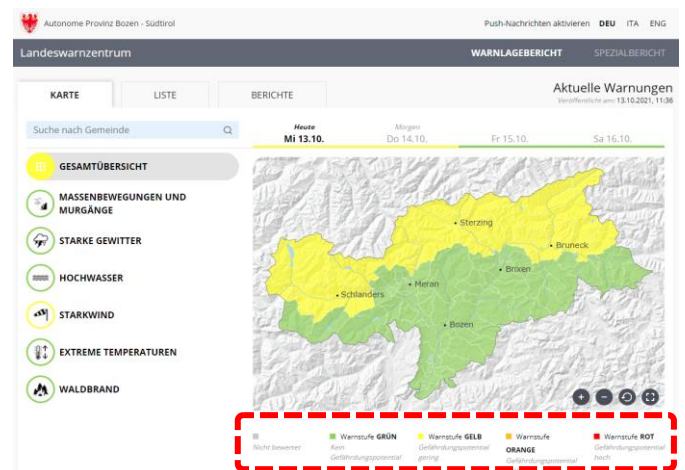 Autonome Provinz Bozen - Südtirol
Push-Nachrichten aktivieren DEU ITA ENG
Landeswarnzentrum
WARNLAGEBERICHT SPEZIALBERICHT
KARTE LISTE BERICHTE
Aktuelle Warnungen
Veröffentlicht am: 13.10.2021, 11:36
Suche nach Gemeinde
Heute Morgen
Mi 13.10. Do 14.10. Fr 15.10. Sa 16.10.
GESAMTÜBERSICHT
MASSENBEWEGUNGEN UND
MURGÄNGE
STARKE GEWITTER
HOCHWASSER
STARKWIND
EXTREME TEMPERATUREN
WALDBRAND
Sterzing
Bruneck
Brixen
Meran
Schlanders
Bozen
Nicht bewertet
Warnstufe GRÜN
Kein
Gefährdungspotential
Warnstufe GELB
Gefährdungspotential
gering
Warnstufe
ORANGE
Gefährdungspotential
Warnstufe ROT
Gefährdungspotential
hoch